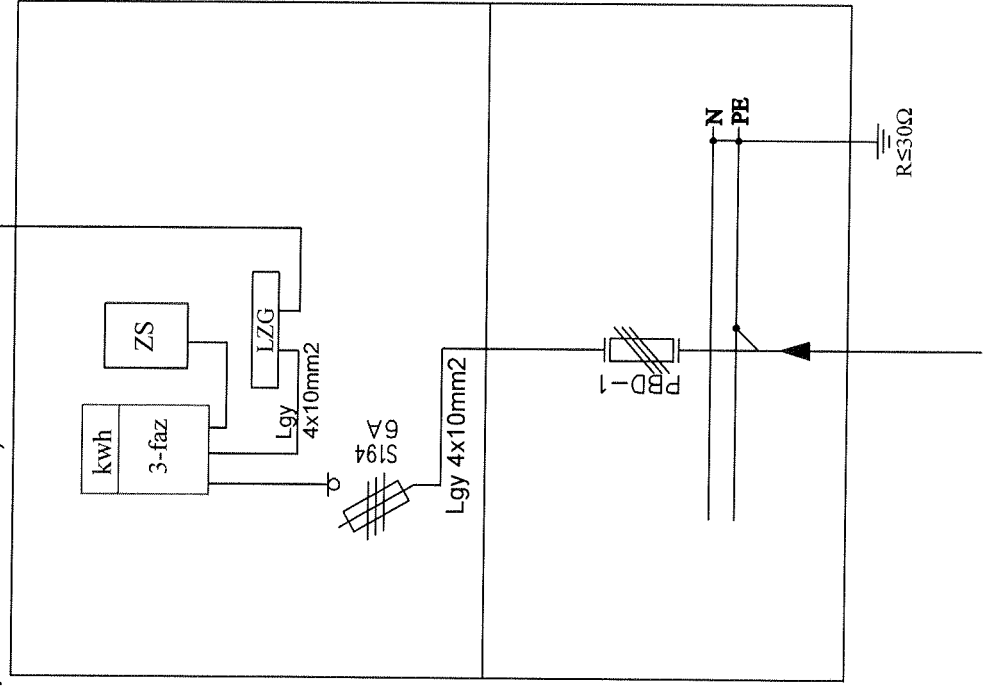 kwh
3-faz
ZS
LZG
Lgy
4x10mm2
S194
6A
Lgy 4x10mm2
PBD-1
N
PE
R≤30Ω